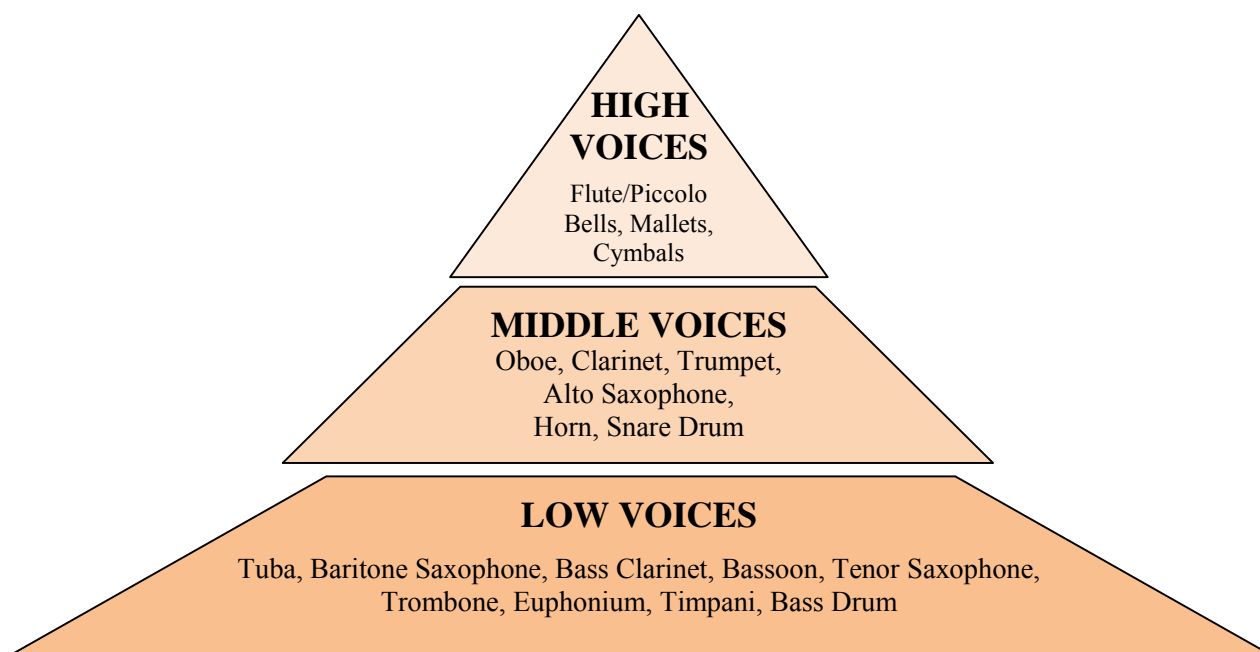 HIGH
VOICES
Flute/Piccolo
Bells, Mallets,
Cymbals
MIDDLE VOICES
Oboe, Clarinet, Trumpet,
Alto Saxophone,
Horn, Snare Drum
LOW VOICES
Tuba, Baritone Saxophone, Bass Clarinet, Bassoon, Tenor Saxophone,
Trombone, Euphonium, Timpani, Bass Drum